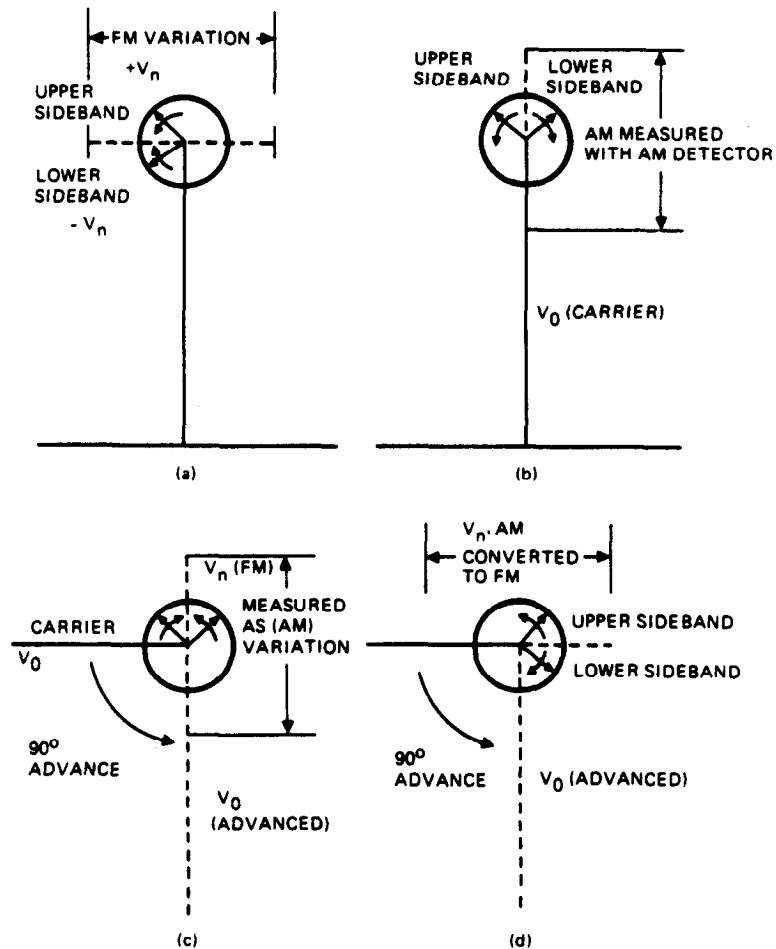 FM VARIATION
+Vn
UPPER
SIDEBAND
LOWER
SIDEBAND
- Vn
(a)
UPPER
SIDEBAND
LOWER
SIDEBAND
AM MEASURED
WITH AM DETECTOR
V0 (CARRIER)
(b)
CARRIER
V0
Vn (FM)
MEASURED
AS (AM)
VARIATION
90°
ADVANCE
V0
(ADVANCED)
(c)
Vn. AM
CONVERTED
TO FM
UPPER SIDEBAND
LOWER SIDEBAND
90°
ADVANCE
V0 (ADVANCED)
(d)